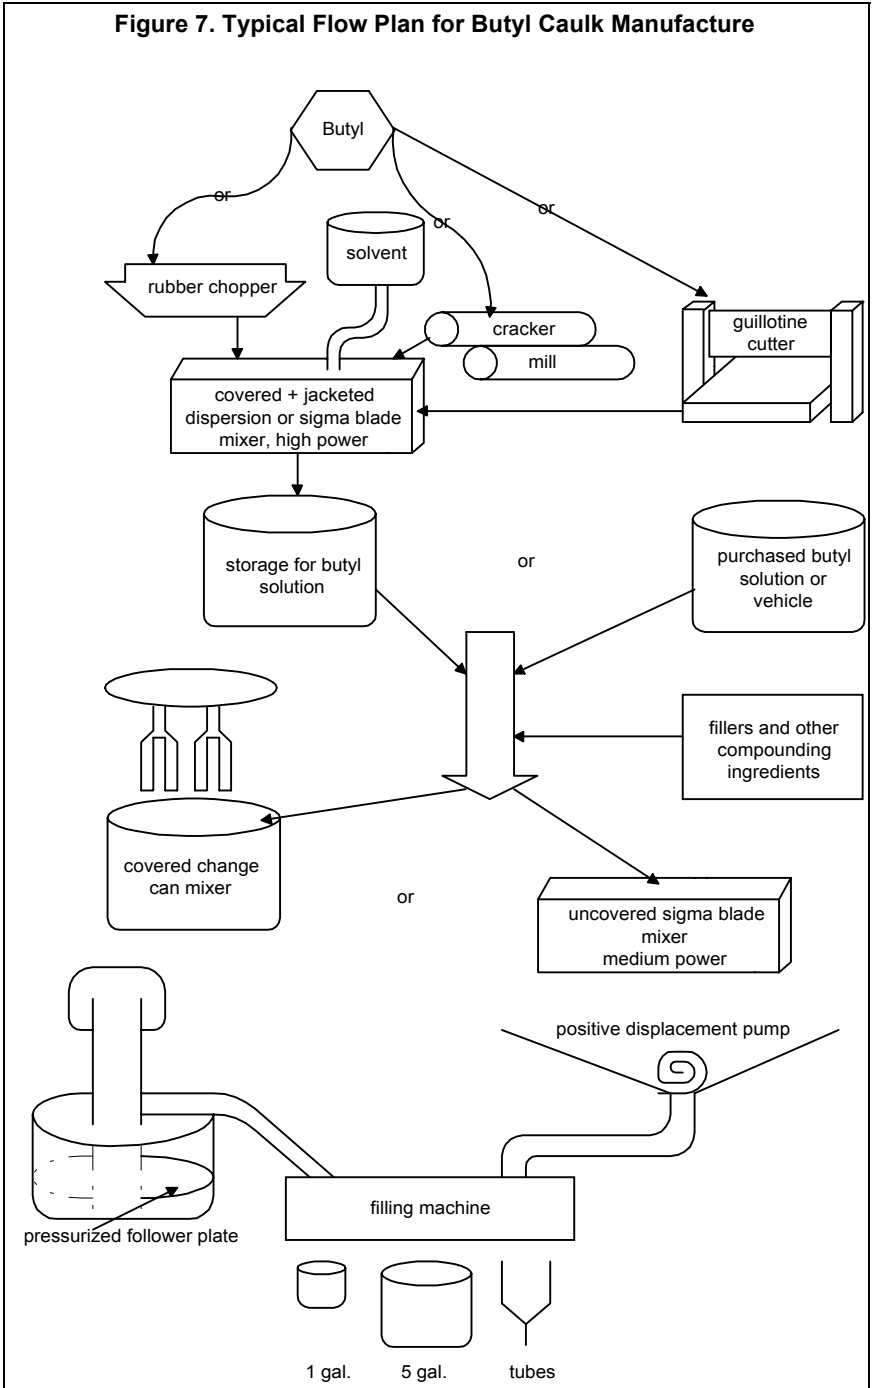 Figure 7. Typical Flow Plan for Butyl Caulk Manufacture
Butyl
or
or
or
solvent
rubber chopper
cracker
mill
guillotine
cutter
covered + jacketed
dispersion or sigma blade
mixer, high power
storage for butyl
solution
or
purchased butyl
solution or
vehicle
fillers and other
compounding
ingredients
covered change
can mixer
or
uncovered sigma blade
mixer
medium power
positive displacement pump
filling machine
pressurized follower plate
1 gal.
5 gal.
tubes